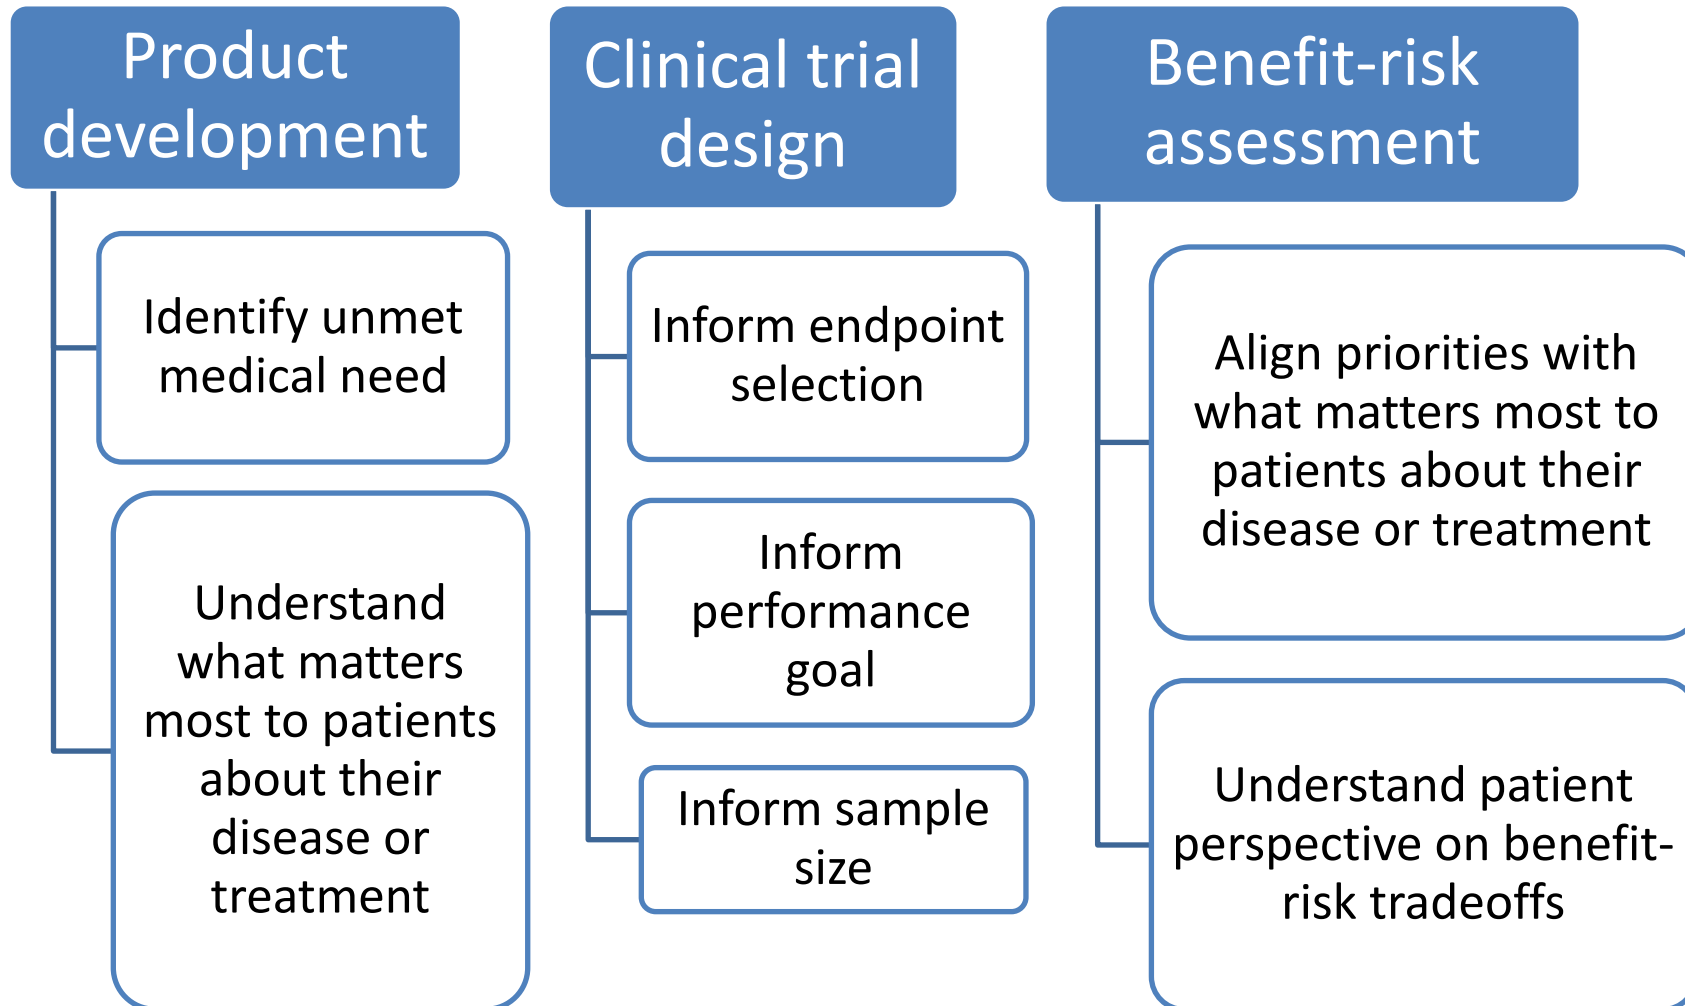 Product
development
Identify unmet
medical need
Understand
what matters
most to patients
about their
disease or
treatment
Clinical trial
design
Inform endpoint
selection
Inform
performance
goal
Inform sample
size
Benefit-risk
assessment
Align priorities with
what matters most to
patients about their
disease or treatment
Understand patient
perspective on benefit-
risk tradeoffs